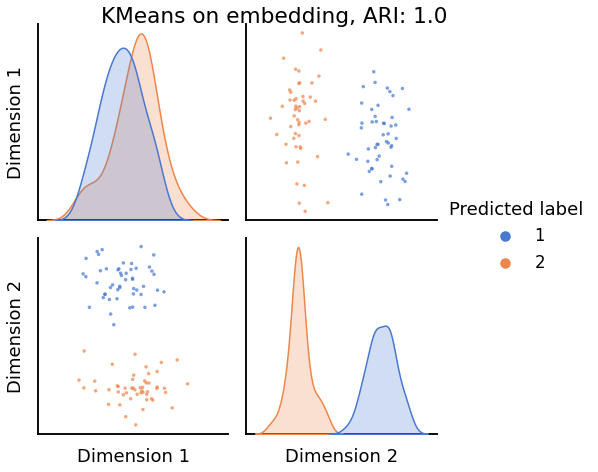 KMeans on embedding, ARI: 1.0
Dimension 1
Dimension 2
Predicted label
1
2
Dimension 1
Dimension 2